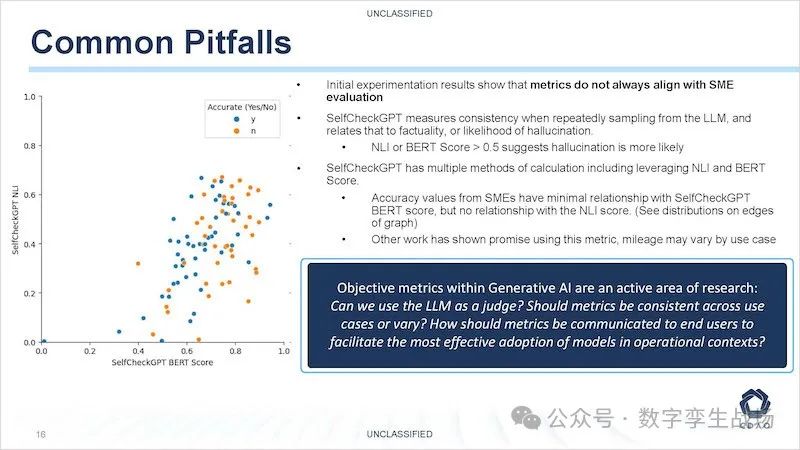 UNCLASSIFIED
Common Pitfalls
1.0
0.8
0.6
0.4
0.2
0.0
SelfCheckGPT NLI
Accurate (Yes/No)
y
n
0.0 0.2 0.4 0.6 0.8 1.0
SelfCheckGPT BERT Score
• Initial experimentation results show that metrics do not always align with SME
evaluation
• SelfCheckGPT measures consistency when repeatedly sampling from the LLM, and
relates that to factuality, or likelihood of hallucination.
• NLI or BERT Score > 0.5 suggests hallucination is more likely
• SelfCheckGPT has multiple methods of calculation including leveraging NLI and BERT
Score.
• Accuracy values from SMEs have minimal relationship with SelfCheckGPT
BERT score, but no relationship with the NLI score. (See distributions on edges
of graph)
• Other work has shown promise using this metric, mileage may vary by use case
Objective metrics within Generative AI are an active area of research:
Can we use the LLM as a judge? Should metrics be consistent across use
cases or vary? How should metrics be communicated to end users to
facilitate the most effective adoption of models in operational contexts?
16
UNCLASSIFIED
公众号 · 数字孪生战场